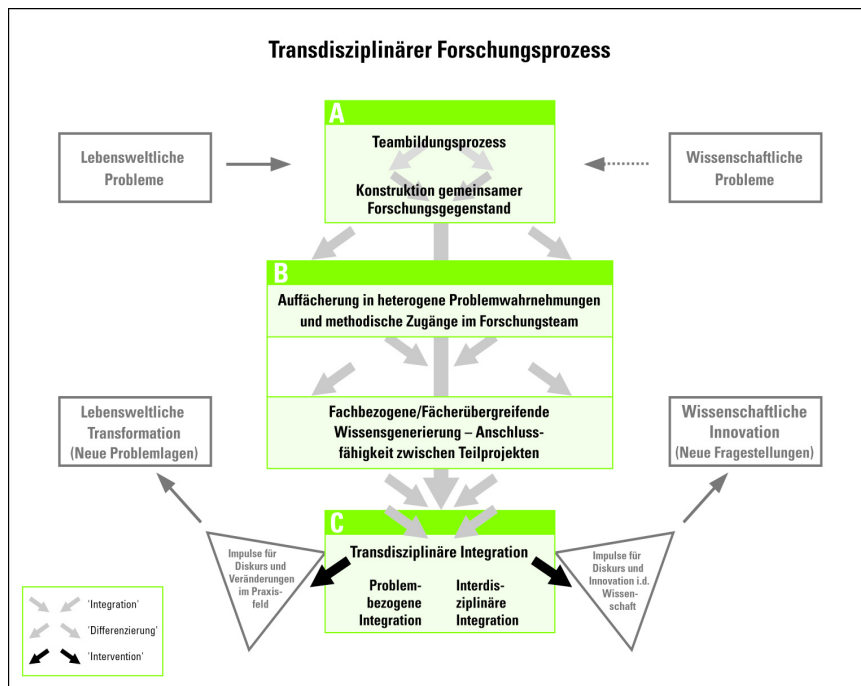 Transdisziplinärer Forschungsprozess
A
Lebensweltliche
Probleme
Teambildungsprozess
Konstruktion gemeinsamer
Forschungsgegenstand
Wissenschaftliche
Probleme
B
Auffächerung in heterogene Problemwahrnehmungen
und methodische Zugänge im Forschungsteam
Lebensweltliche
Transformation
(Neue Problemlagen)
Fachbezogene/Fächerübergreifende
Wissensgenerierung – Anschluss-
fähigkeit zwischen Teilprojekten
Wissenschaftliche
Innovation
(Neue Fragestellungen)
C
Impulse für
Diskurs und
Veränderungen
im Praxis-
feld
Transdisziplinäre Integration
Problem-
bezogene
Integration
Interdis-
ziplinäre
Integration
Impulse für
Diskurs und
Innovation i.d.
Wissen-
schaft
'Integration'
'Differenzierung'
'Intervention'